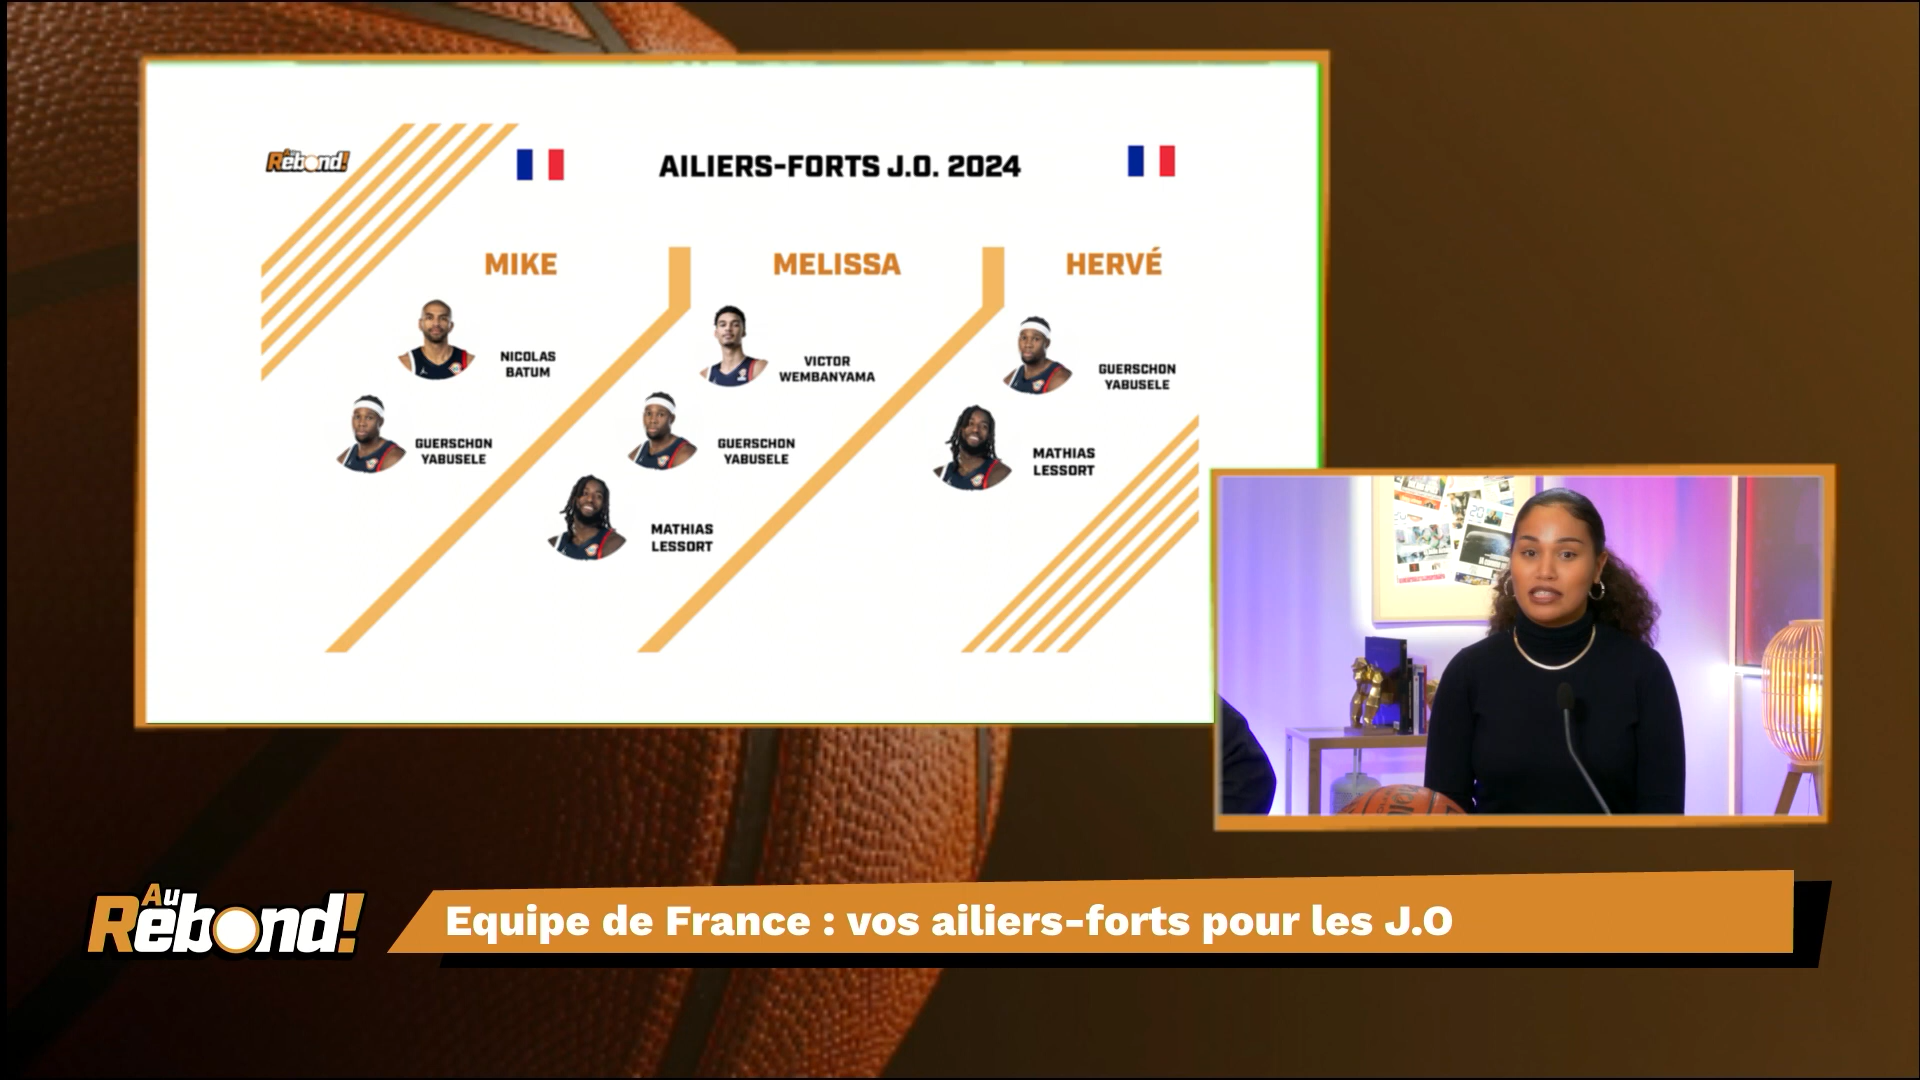 Au
Rebond!
AILIERS-FORTS J.O. 2024
MIKE
MELISSA
HERVÉ
NICOLAS
BATUM
GUERSCHON
YABUSELE
VICTOR
WEMBANYAMA
GUERSCHON
YABUSELE
MATHIAS
LESSORT
GUERSCHON
YABUSELE
MATHIAS
LESSORT
Au
Rebond!
Equipe de France : vos ailiers-forts pour les J.O